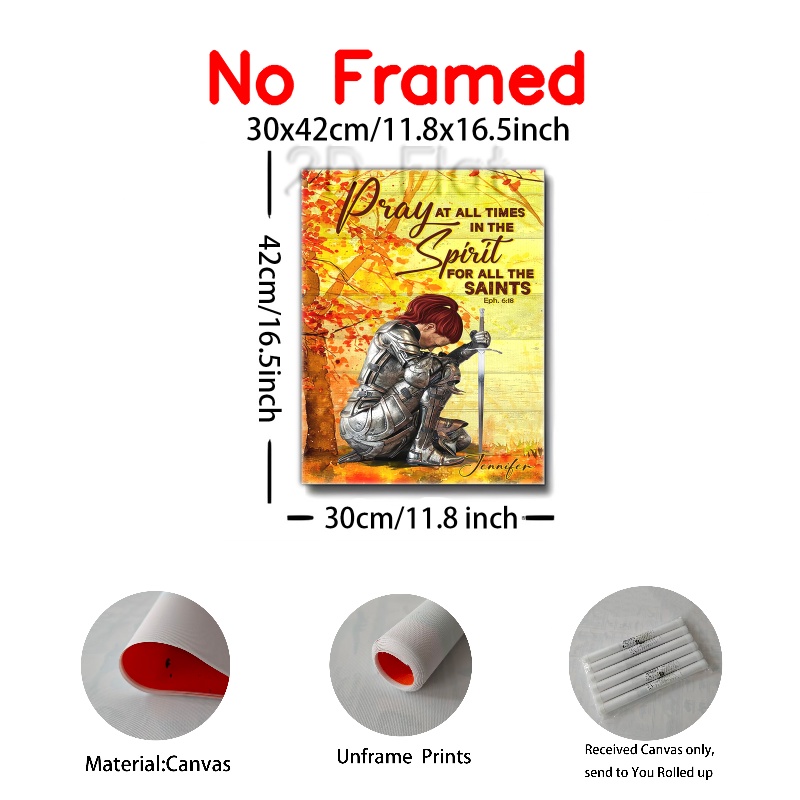 No Framed
30x42cm/11.8x16.5inch
2D Flat
42cm/16.5inch
Pray AT ALL TIMES
IN THE
Spirit
FOR ALL THE
SAINTS
Eph. 6:18
Jennifer
30cm/11.8 inch
Material:Canvas
Unframe Prints
Received Canvas only,
send to You Rolled up